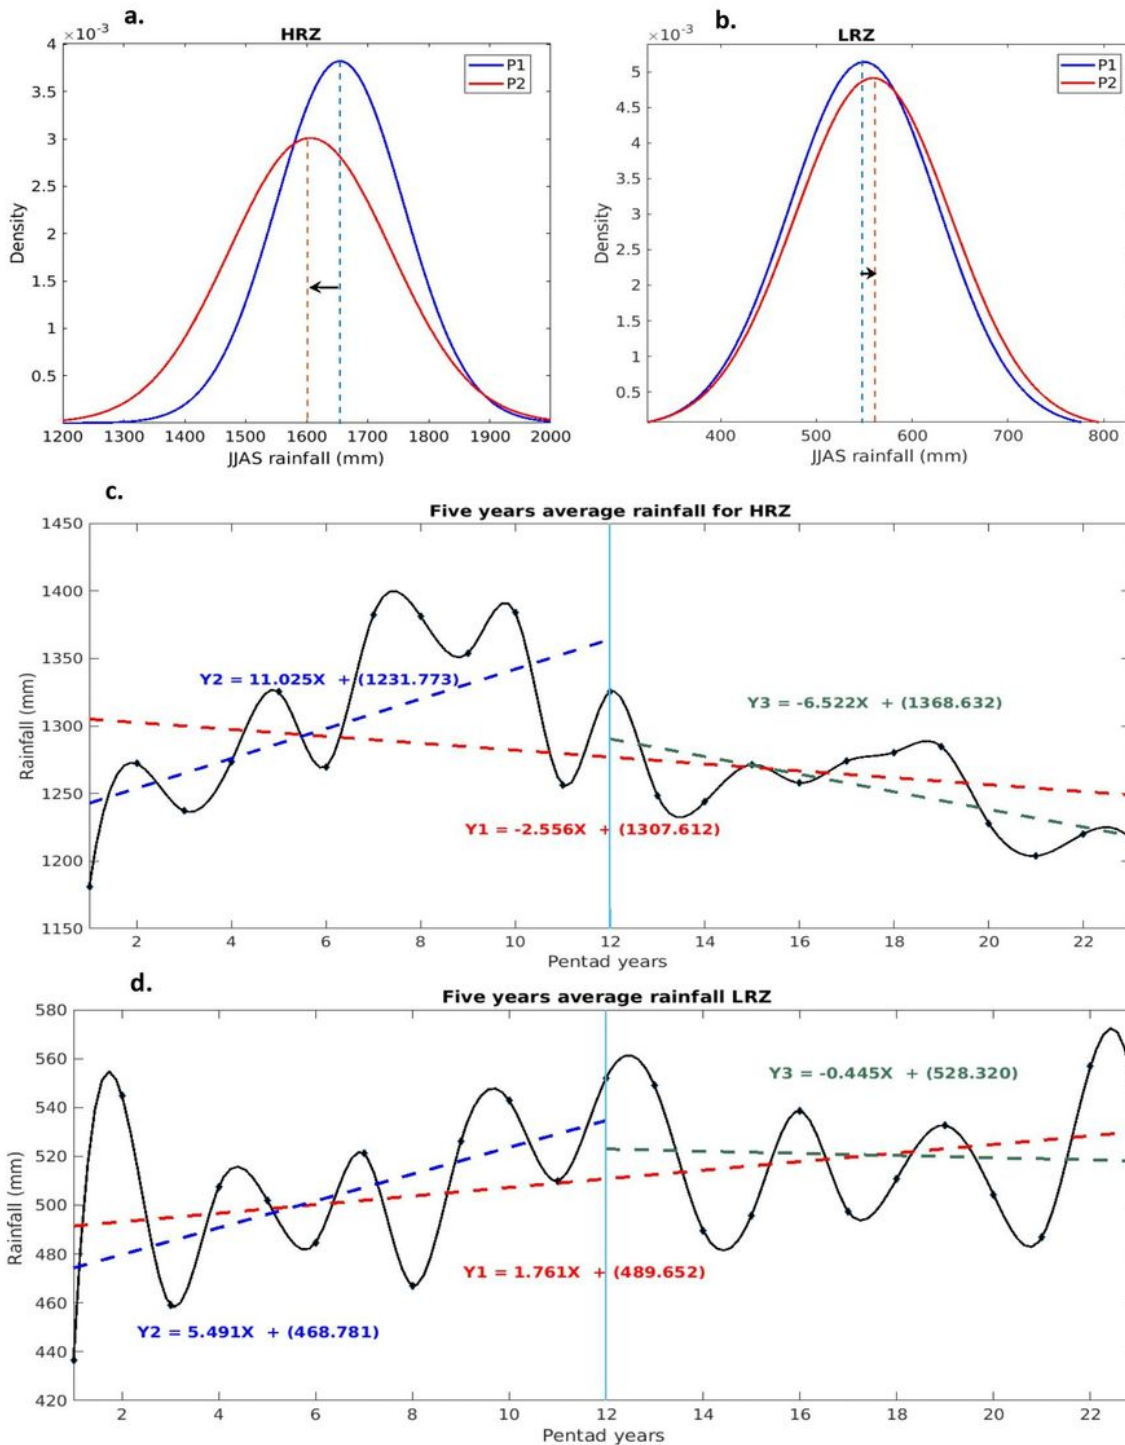 a.
HRZ
×10⁻³
P1
P2
4
3.5
3
2.5
2
1.5
1
0.5
Density
1200 1300 1400 1500 1600 1700 1800 1900 2000
JJAS rainfall (mm)
b.
LRZ
×10⁻³
P1
P2
5
4.5
4
3.5
3
2.5
2
1.5
1
0.5
Density
400 500 600 700 800
JJAS rainfall (mm)
c.
Five years average rainfall for HRZ
1450
1400
1350
1300
1250
1200
1150
Rainfall (mm)
Y2 = 11.025X + (1231.773)
Y3 = -6.522X + (1368.632)
Y1 = -2.556X + (1307.612)
2 4 6 8 10 12 14 16 18 20 22
Pentad years
d.
Five years average rainfall LRZ
580
560
540
520
500
480
460
440
420
Rainfall (mm)
Y3 = -0.445X + (528.320)
Y1 = 1.761X + (489.652)
Y2 = 5.491X + (468.781)
2 4 6 8 10 12 14 16 18 20 22
Pentad years